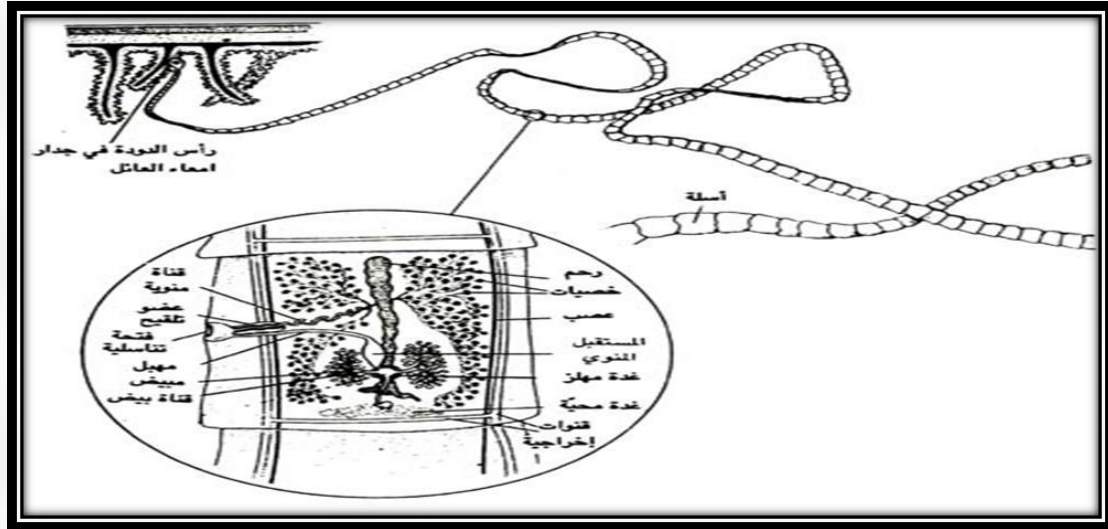 رأس الدودة في جدار
امعاء العائل
أسلة
قناة
منوية
عضو
تلقيح
فتحة
تناسلية
مهبل
مبيض
قناة بيض
رحم
خصيات
عصب
المستقبل
المنوي
غدة مهلز
غدة محيّة
قنوات
إخراجية